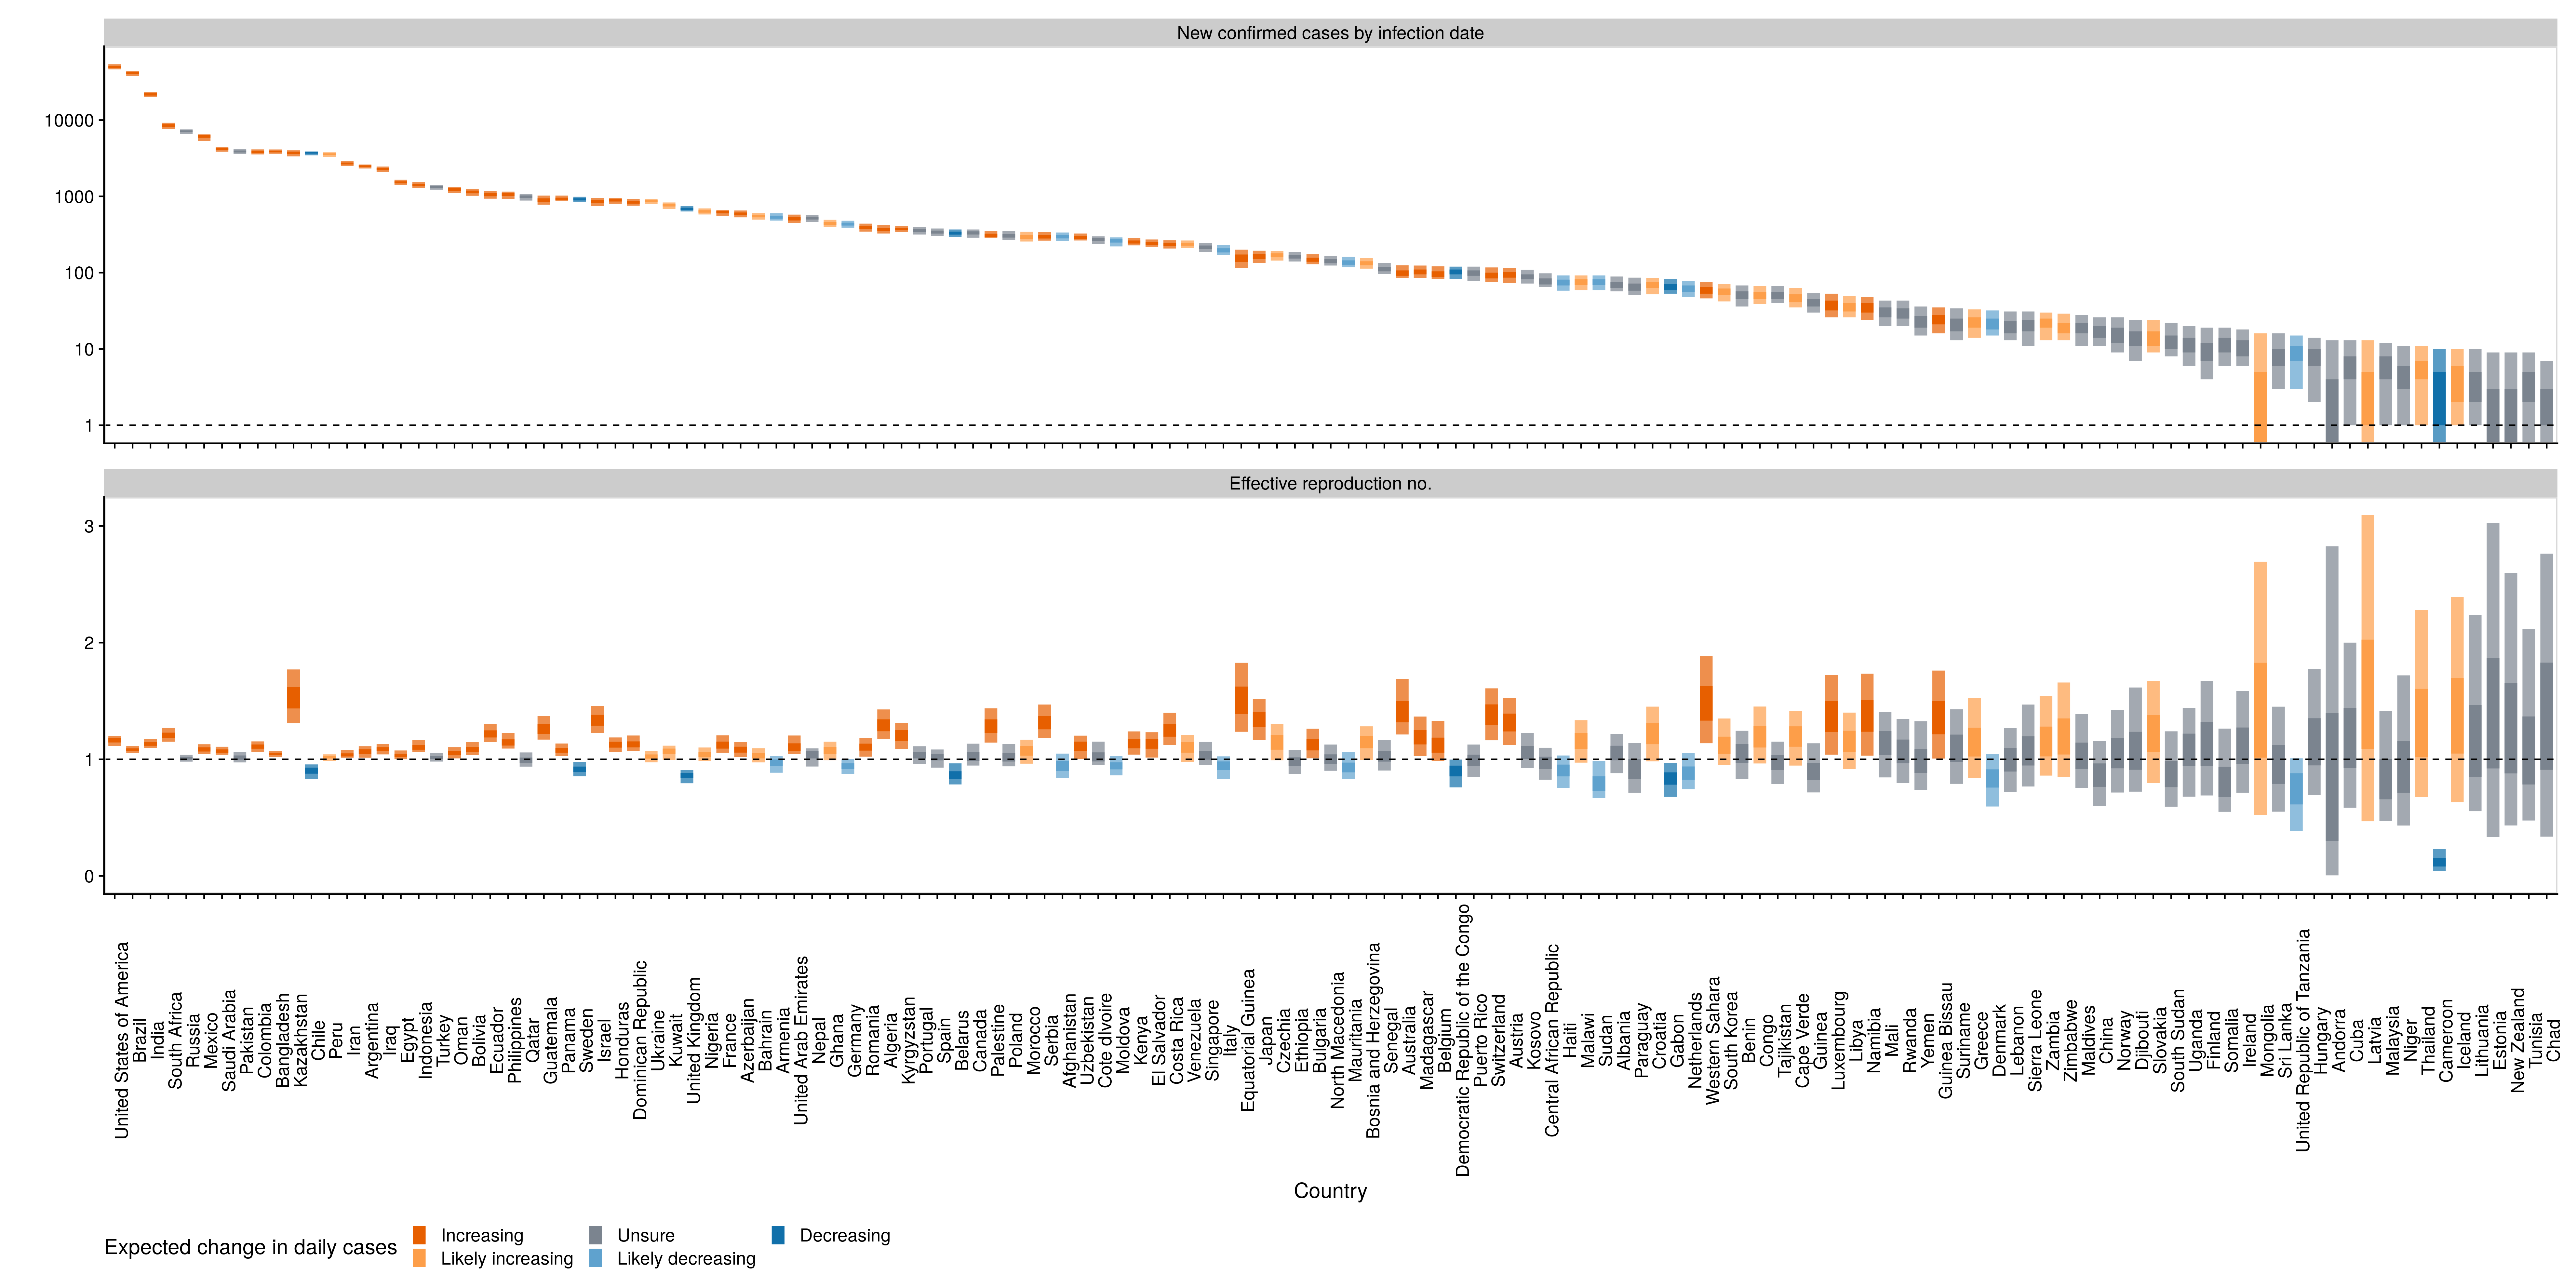 New confirmed cases by infection date
10000
1000
100
10
1
Effective reproduction no.
3
2
1
0
United States of America
Brazil
India
South Africa
Russia
Mexico
Saudi Arabia
Pakistan
Colombia
Bangladesh
Kazakhstan
Chile
Peru
Iran
Argentina
Iraq
Egypt
Indonesia
Turkey
Oman
Bolivia
Ecuador
Philippines
Qatar
Guatemala
Panama
Sweden
Israel
Honduras
Dominican Republic
Ukraine
Kuwait
United Kingdom
Nigeria
France
Azerbaijan
Bahrain
Armenia
United Arab Emirates
Nepal
Ghana
Germany
Romania
Algeria
Kyrgyzstan
Portugal
Spain
Belarus
Canada
Palestine
Poland
Morocco
Serbia
Afghanistan
Uzbekistan
Cote dIvoire
Moldova
Kenya
El Salvador
Costa Rica
Venezuela
Singapore
Italy
Equatorial Guinea
Japan
Czechia
Ethiopia
Bulgaria
North Macedonia
Mauritania
Bosnia and Herzegovina
Senegal
Australia
Madagascar
Belgium
Democratic Republic of the Congo
Puerto Rico
Switzerland
Austria
Kosovo
Central African Republic
Haiti
Malawi
Sudan
Albania
Paraguay
Croatia
Gabon
Netherlands
Western Sahara
South Korea
Benin
Congo
Tajikistan
Cape Verde
Guinea
Luxembourg
Libya
Namibia
Mali
Rwanda
Yemen
Guinea Bissau
Suriname
Greece
Denmark
Lebanon
Sierra Leone
Zambia
Zimbabwe
Maldives
China
Norway
Djibouti
Slovakia
South Sudan
Uganda
Finland
Somalia
Ireland
Mongolia
Sri Lanka
United Republic of Tanzania
Hungary
Andorra
Cuba
Latvia
Malaysia
Niger
Thailand
Cameroon
Iceland
Lithuania
Estonia
New Zealand
Tunisia
Chad
Country
Expected change in daily cases
Increasing
Likely increasing
Unsure
Likely decreasing
Decreasing